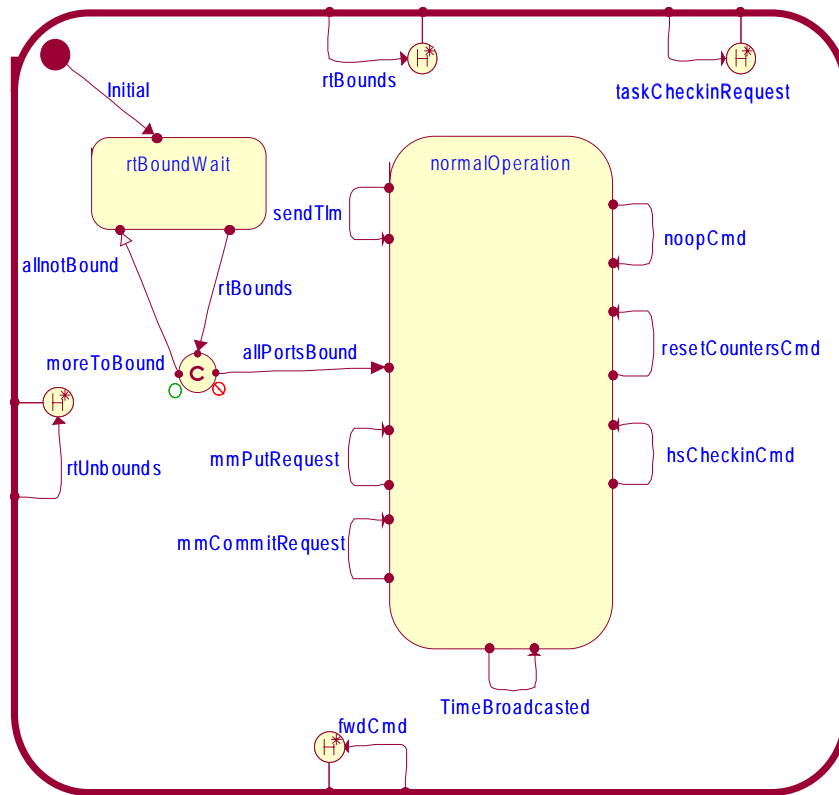 Initial
rtBounds
H*
taskCheckinRequest
H*
rtBoundWait
normalOperation
sendTlm
noopCmd
allnotBound
rtBounds
resetCountersCmd
moreToBound
C
allPortsBound
H*
rtUnbounds
mmPutRequest
hsCheckinCmd
mmCommitRequest
TimeBroadcasted
fwdCmd
H*